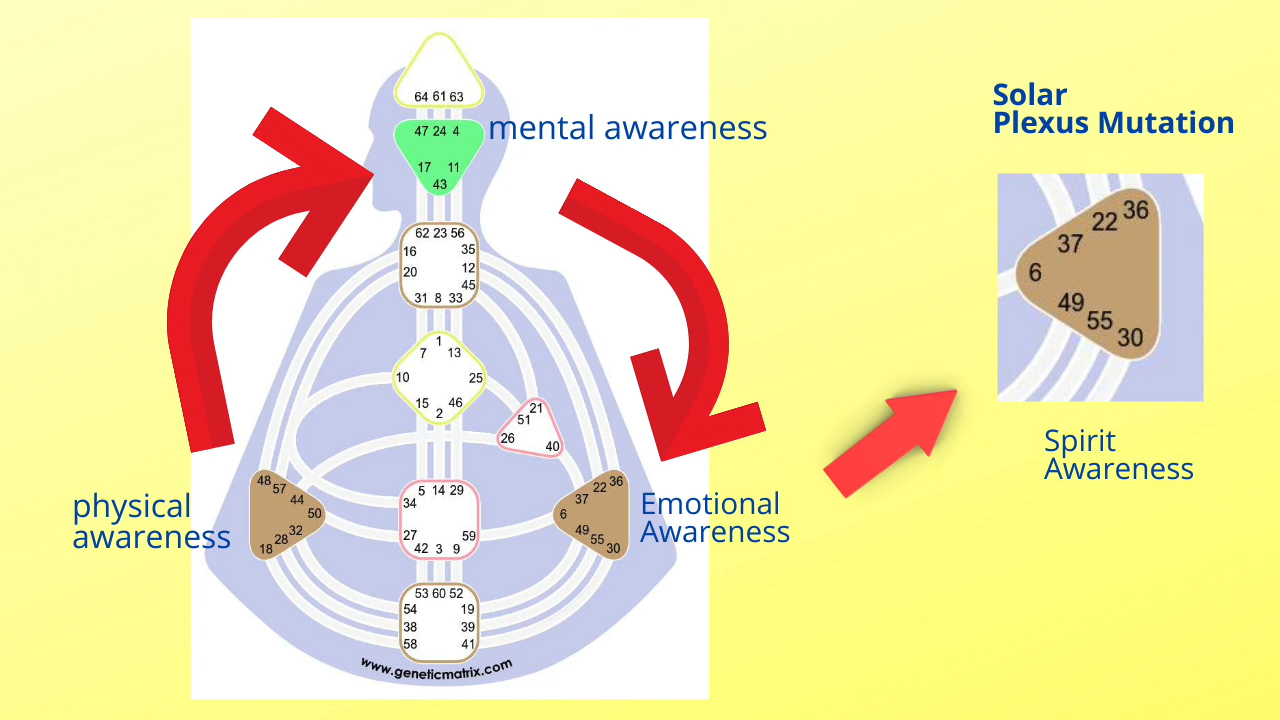 64 61 63
47 24 4
17 11
43
mental awareness
62 23 56
16 35
20 12
45
31 8 33
1
7 13
10 25
15 46
2
21
51
26 40
48 57 44 50 32 28 18
physical
awareness
5 14 29
34
27 59
42 3 9
36
22
37
6
49
55
30
Emotional
Awareness
53 60 52
54 19
38 39
58 41
www.geneticmatrix.com
Solar
Plexus Mutation
36
22
37
6
49
55
30
Spirit
Awareness